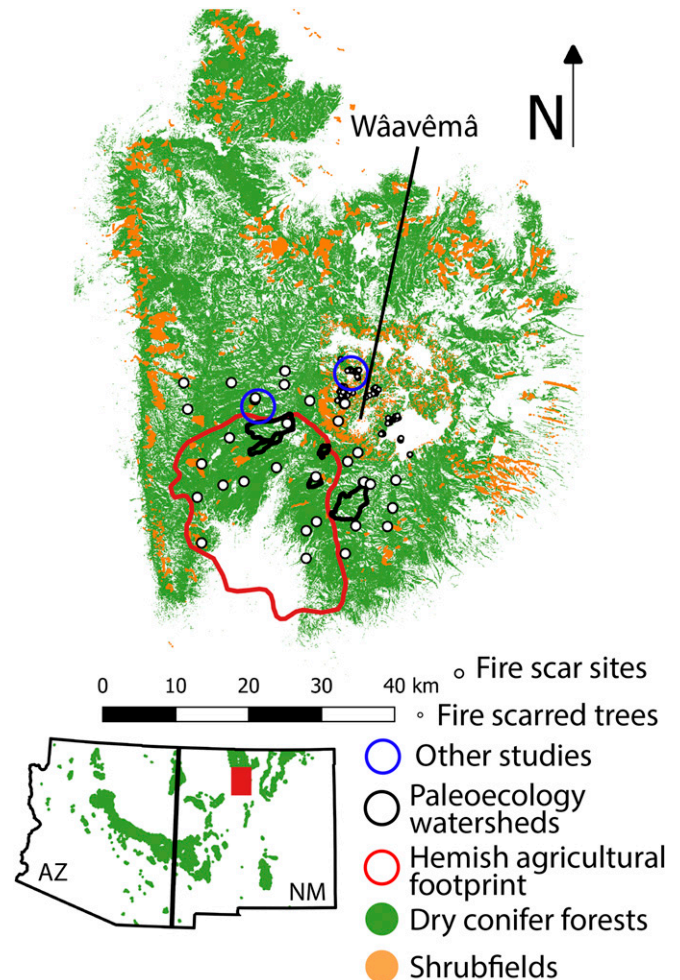 Wâavêmâ
N
0 10 20 30 40 km
Fire scar sites
Fire scarred trees
Other studies
Paleoecology
watersheds
Hemish agricultural
footprint
Dry conifer forests
Shrubfields
AZ
NM